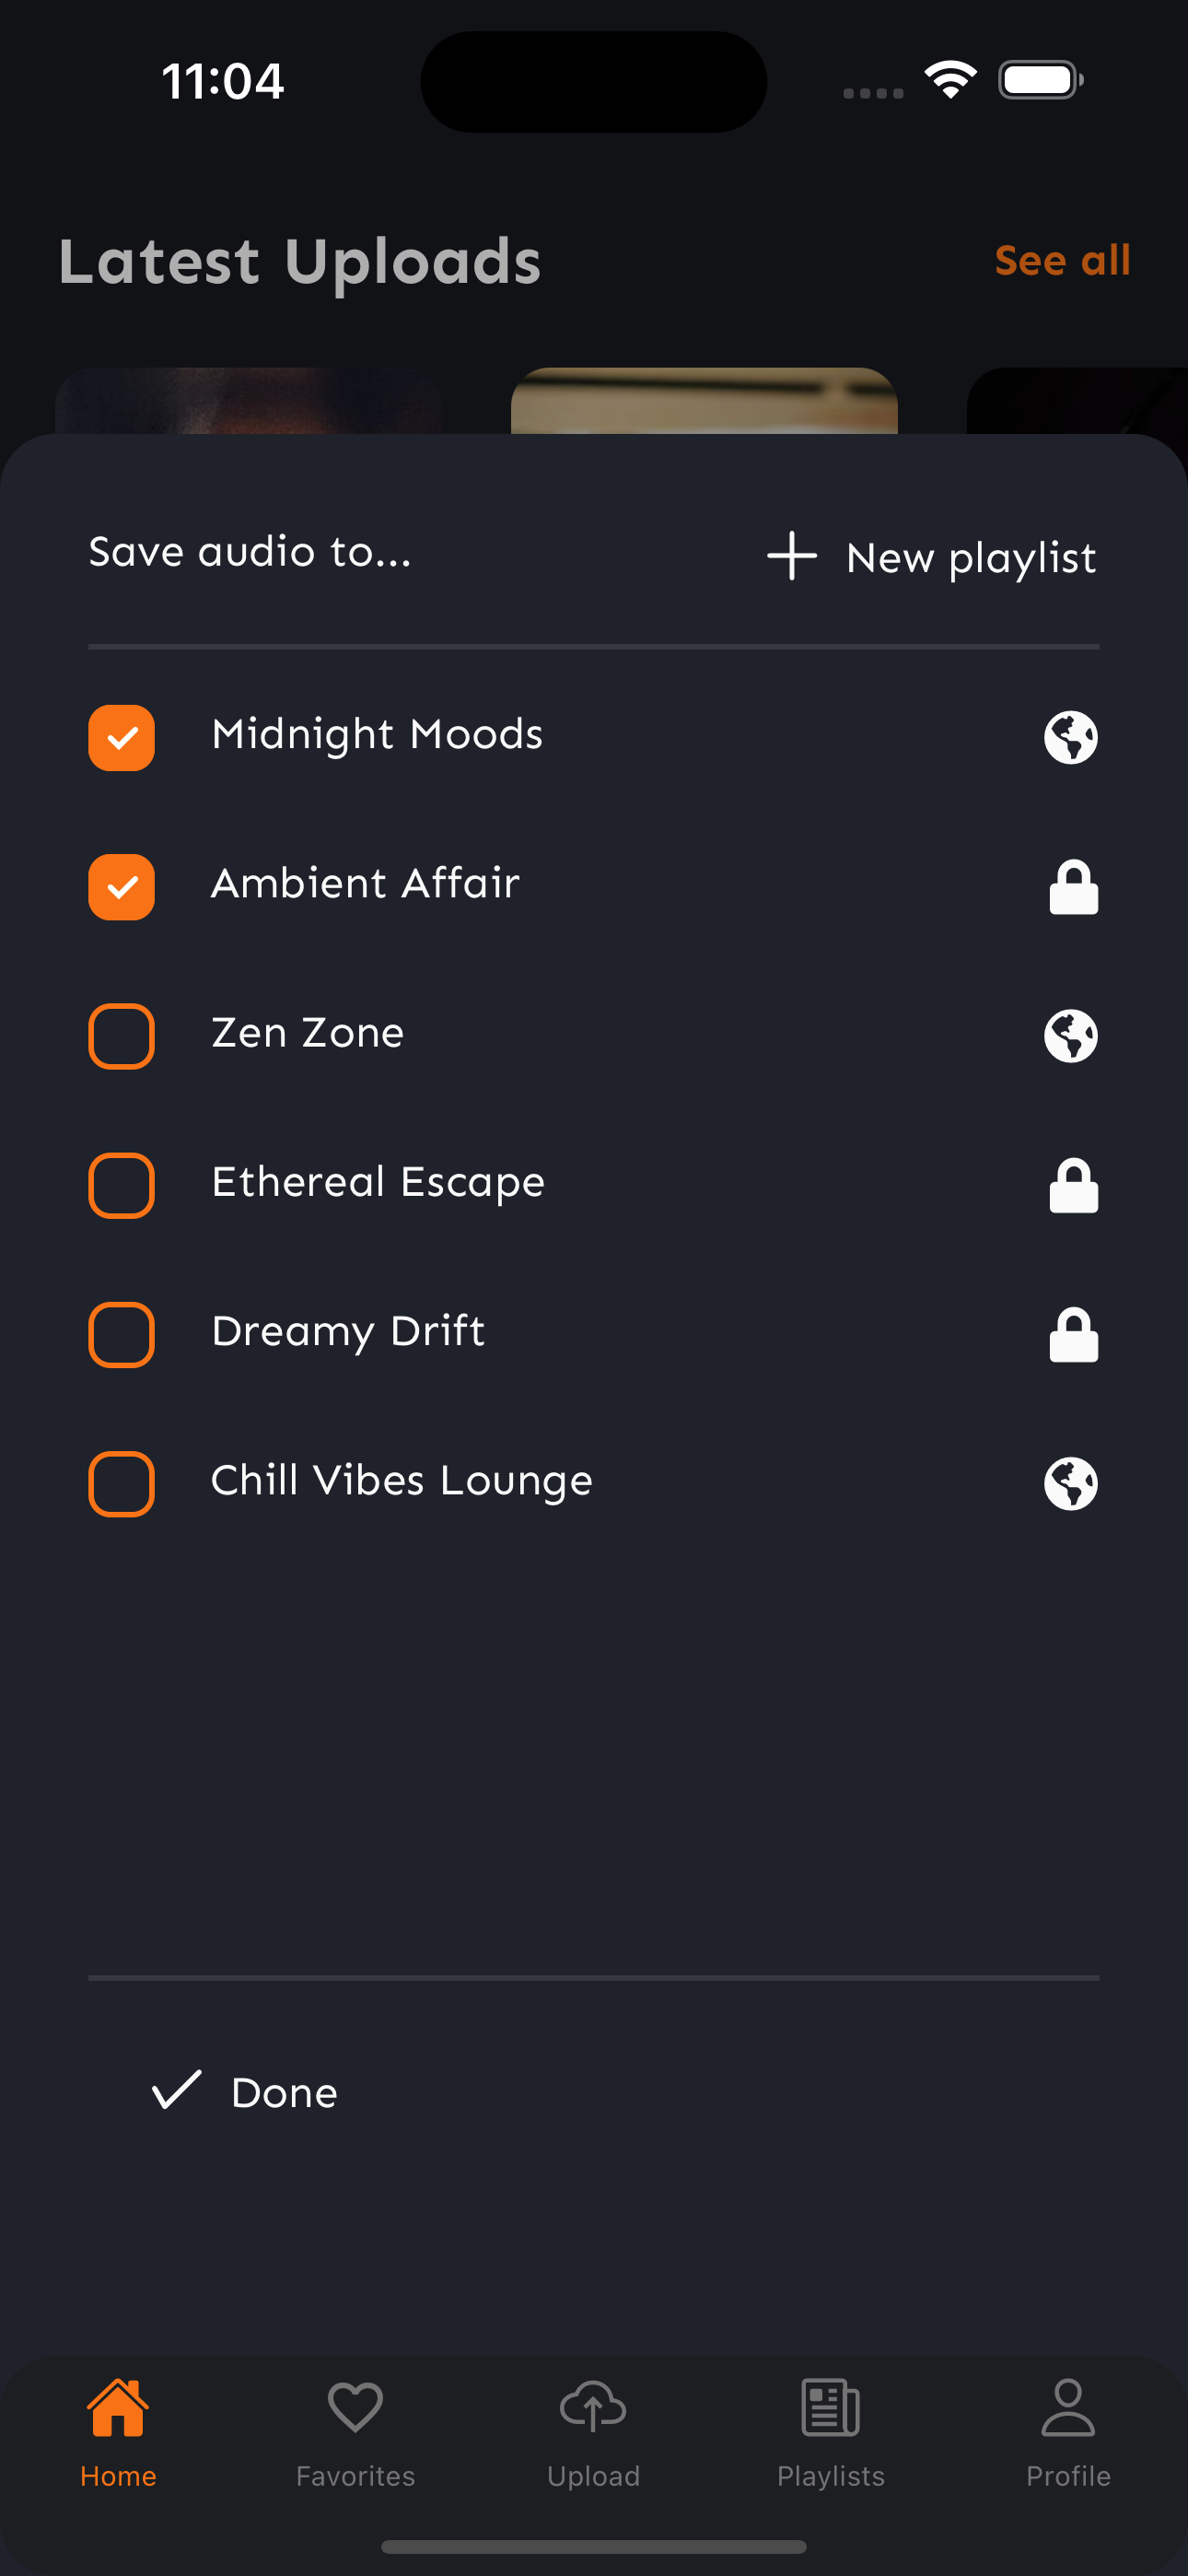 11:04
Latest Uploads
See all
Save audio to...
New playlist
Midnight Moods
Ambient Affair
Zen Zone
Ethereal Escape
Dreamy Drift
Chill Vibes Lounge
Done
Home
Favorites
Upload
Playlists
Profile